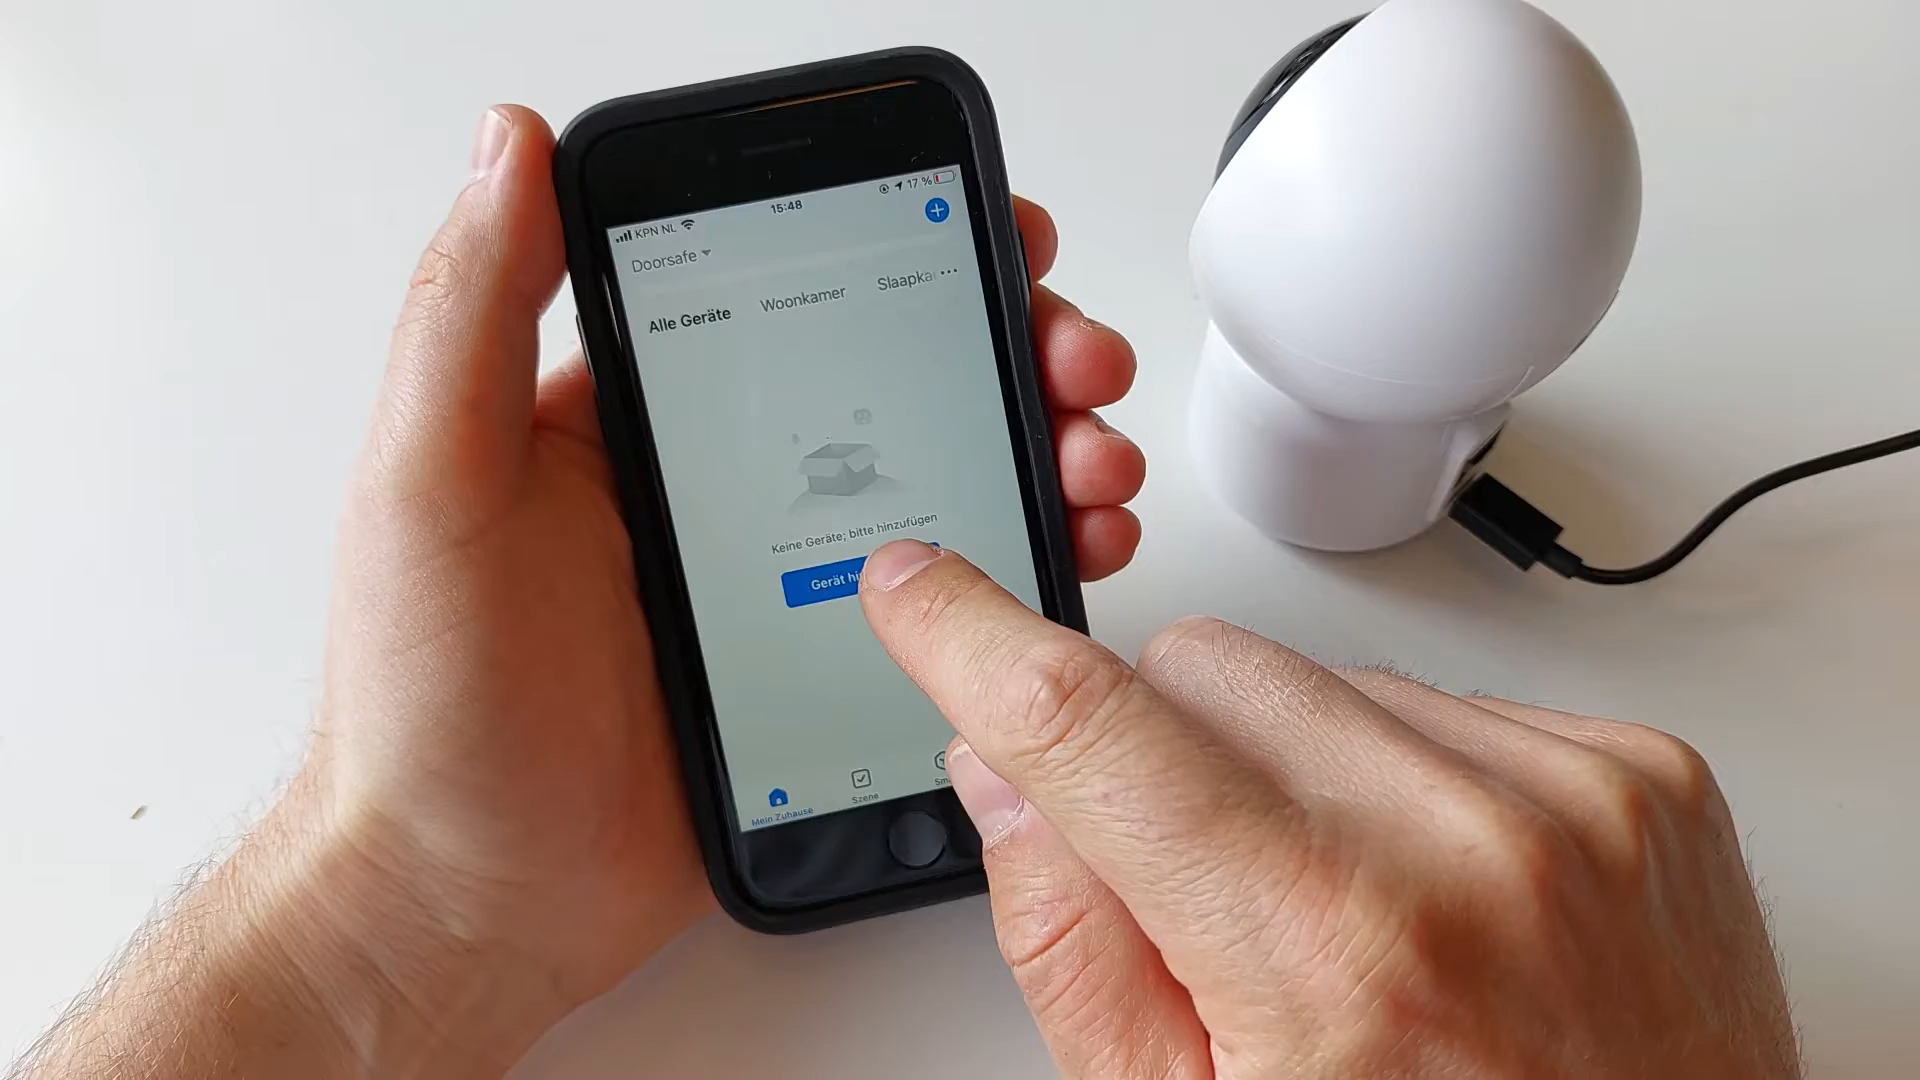 KPN NL 15:48 17 %
Doorsafe
Alle Geräte Woonkamer Slaapka
Keine Geräte; bitte hinzufügen
Gerät hi
Mein Zuhause Szene Sm